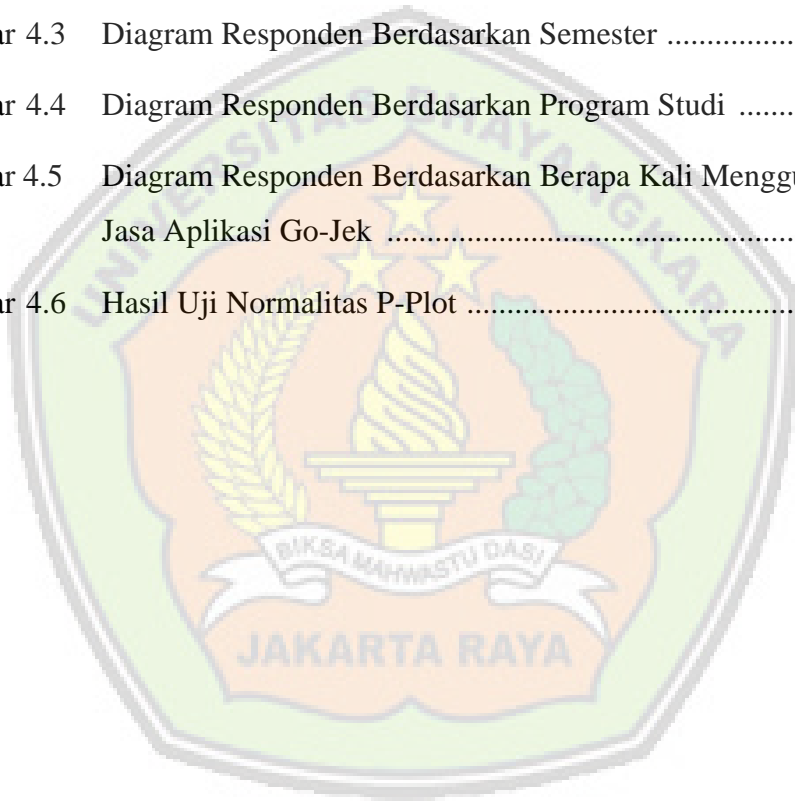 ar 4.3 Diagram Responden Berdasarkan Semester ................
ar 4.4 Diagram Responden Berdasarkan Program Studi .......
ar 4.5 Diagram Responden Berdasarkan Berapa Kali Menggu
Jasa Aplikasi Go-Jek ....................................................
ar 4.6 Hasil Uji Normalitas P-Plot .........................................
UNIVERSITAS BHAYANGKARA
BIKSA MAHWASTU DASI
JAKARTA RAYA